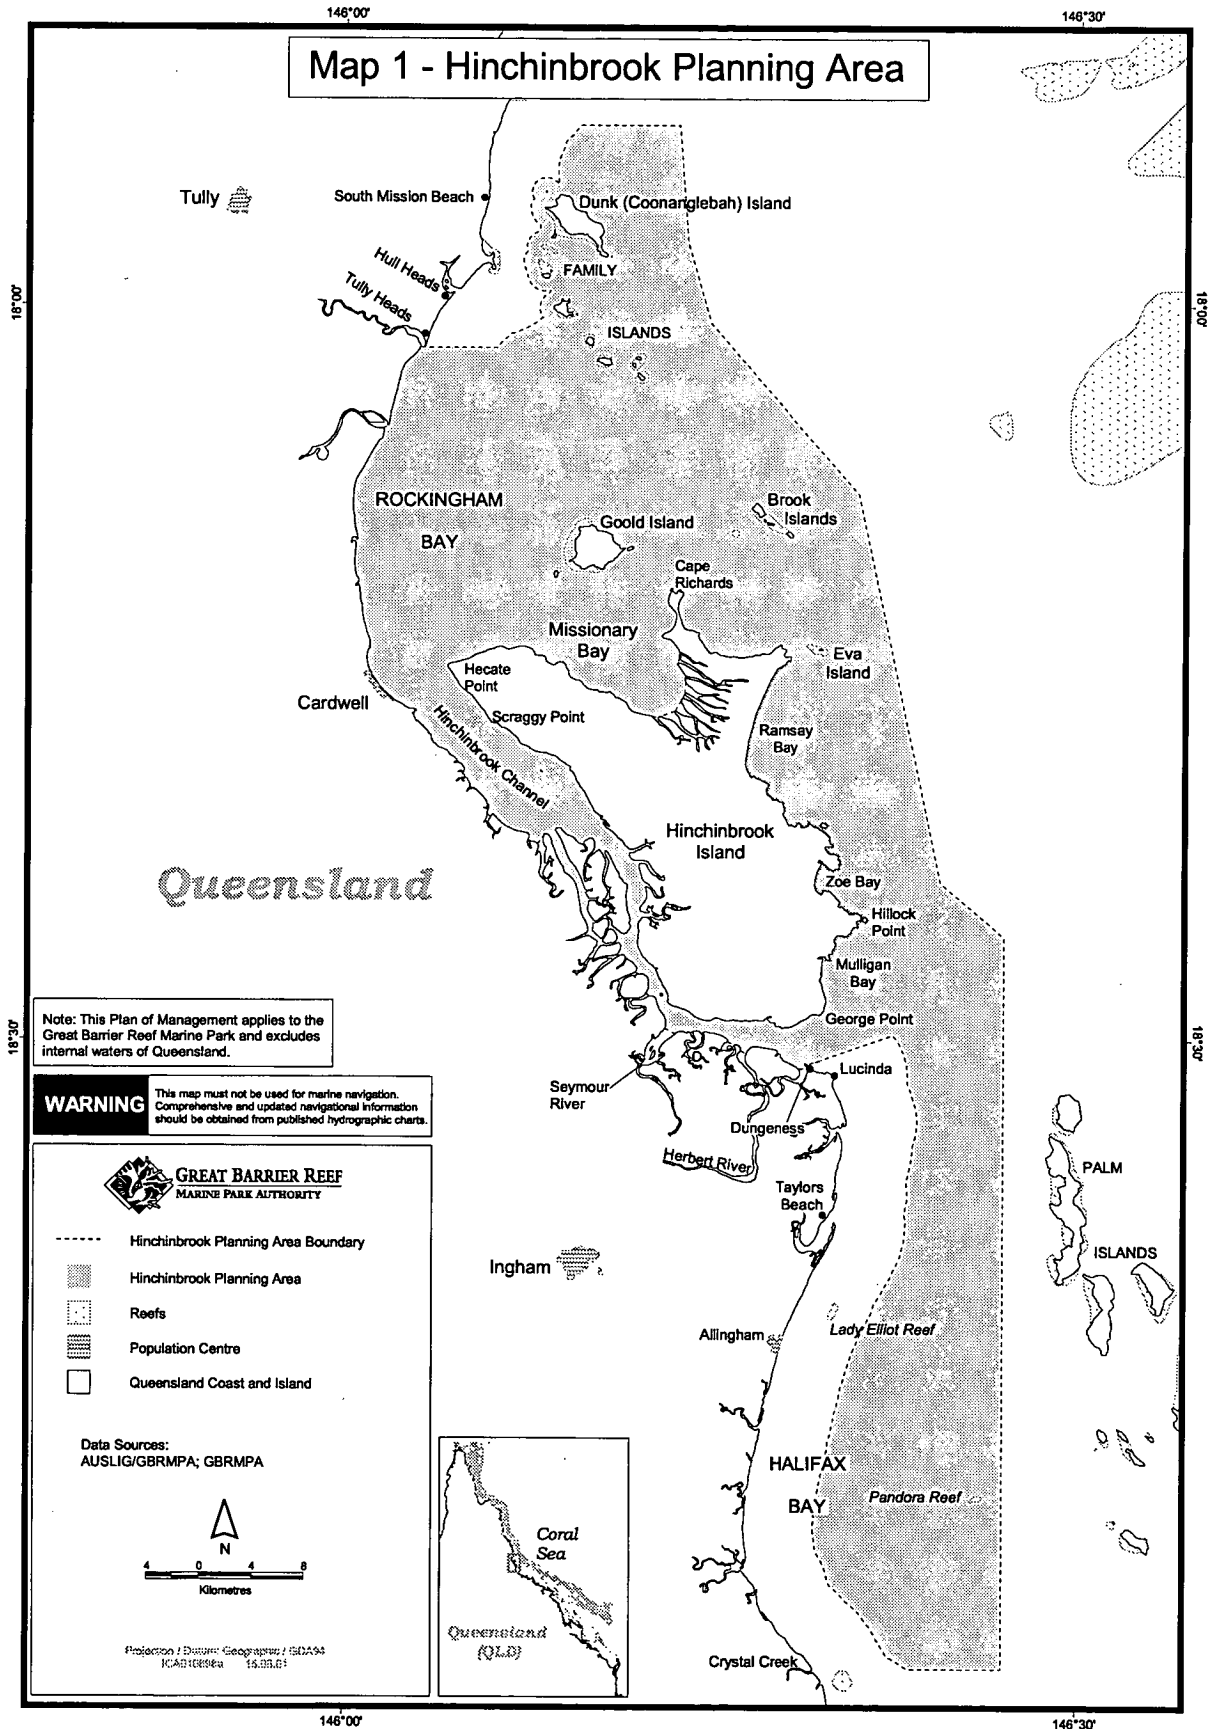 146°00'
146°30'
Map 1 - Hinchinbrook Planning Area
Tully
South Mission Beach
Dunk (Coonanglebah) Island
Hull Heads
FAMILY
Tully Heads
18°00'
18°00'
ISLANDS
ROCKINGHAM
BAY
Brook
Islands
Goold Island
Cape
Richards
Missionary
Bay
Hecate
Point
Eva
Island
Cardwell
Scraggy Point
Hinchinbrook Channel
Ramsay
Bay
Hinchinbrook
Island
Queensland
Zoe Bay
Hillock
Point
Mulligan
Bay
George Point
Note: This Plan of Management applies to the
Great Barrier Reef Marine Park and excludes
internal waters of Queensland.
18°30'
18°30'
WARNING
This map must not be used for marine navigation.
Comprehensive and updated navigational information
should be obtained from published hydrographic charts.
Seymour
River
Lucinda
Dungeness
Herbert River
Taylors
Beach
PALM
ISLANDS
GREAT BARRIER REEF
MARINE PARK AUTHORITY
Hinchinbrook Planning Area Boundary
Hinchinbrook Planning Area
Reefs
Population Centre
Queensland Coast and Island
Ingham
Allingham
Lady Elliot Reef
Data Sources:
AUSLIG/GBRMPA; GBRMPA
HALIFAX
BAY
Pandora Reef
N
4 0 4 8
Kilometres
Coral
Sea
Queensland
(QLD)
Projection / Datum: Geographic / GDA94
Crystal Creek
146°00'
146°30'